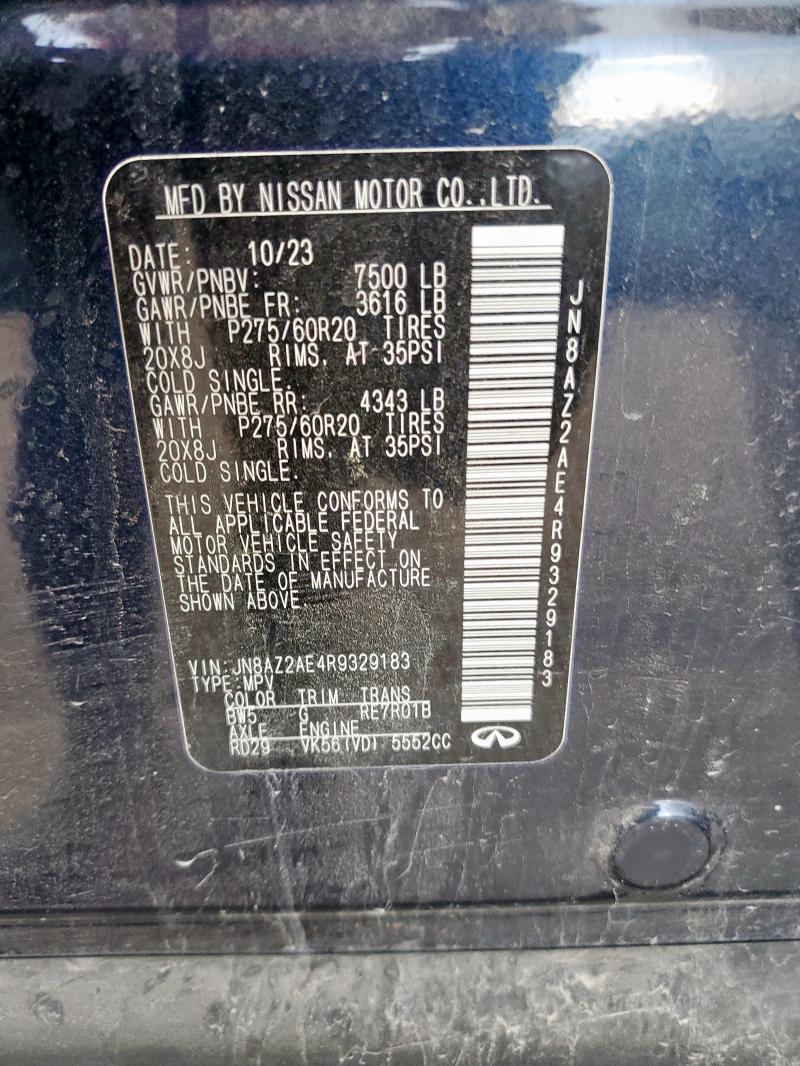 MFD BY NISSAN MOTOR CO.,LTD.
DATE: 10/23
GVWR/PNBV: 7500 LB
GAWR/PNBE FR: 3616 LB
WITH P275/60R20 TIRES
20X8J RIMS, AT 35PSI
COLD SINGLE.
GAWR/PNBE RR: 4343 LB
WITH P275/60R20 TIRES
20X8J RIMS, AT 35PSI
COLD SINGLE.
THIS VEHICLE CONFORMS TO
ALL APPLICABLE FEDERAL
MOTOR VEHICLE SAFETY
STANDARDS IN EFFECT ON
THE DATE OF MANUFACTURE
SHOWN ABOVE.
VIN:JN8AZ2AE4R9329183
TYPE:MPV
COLOR TRIM TRANS
BW5 G RE7R01B
AXLE ENGINE
RD29 VK56(VD) 5552CC
JN8AZ2AE4R9329183